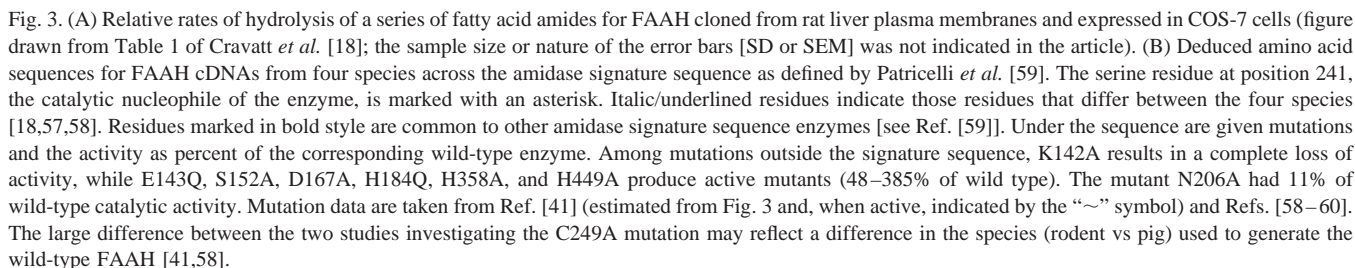 Fig. 3. (A) Relative rates of hydrolysis of a series of fatty acid amides for FAAH cloned from rat liver plasma membranes and expressed in COS-7 cells (figure
drawn from Table 1 of Cravatt et al. [18]; the sample size or nature of the error bars [SD or SEM] was not indicated in the article). (B) Deduced amino acid
sequences for FAAH cDNAs from four species across the amidase signature sequence as defined by Patricelli et al. [59]. The serine residue at position 241,
the catalytic nucleophile of the enzyme, is marked with an asterisk. Italic/underlined residues indicate those residues that differ between the four species
[18,57,58]. Residues marked in bold style are common to other amidase signature sequence enzymes [see Ref. [59]]. Under the sequence are given mutations
and the activity as percent of the corresponding wild-type enzyme. Among mutations outside the signature sequence, K142A results in a complete loss of
activity, while E143Q, S152A, D167A, H184Q, H358A, and H449A produce active mutants (48–385% of wild type). The mutant N206A had 11% of
wild-type catalytic activity. Mutation data are taken from Ref. [41] (estimated from Fig. 3 and, when active, indicated by the “~” symbol) and Refs. [58–60].
The large difference between the two studies investigating the C249A mutation may reflect a difference in the species (rodent vs pig) used to generate the
wild-type FAAH [41,58].